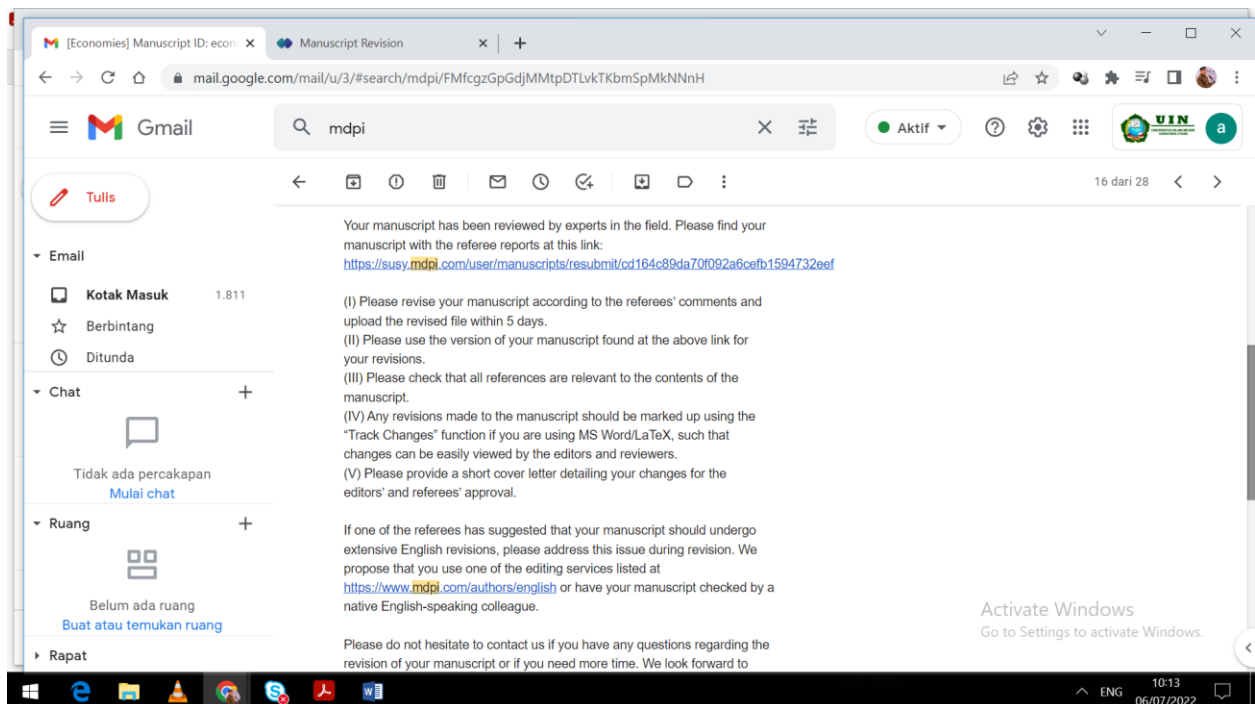 [Economies] Manuscript ID: econ
Manuscript Revision
mail.google.com/mail/u/3/#search/mdpi/FMfcgzGpGdjMMtpDTLvkTKbmSpMkNNnH
Gmail
mdpi
Aktif
UIN
a
Tulis
16 dari 28
Email
Kotak Masuk 1.811
Berbintang
Ditunda
Chat
Tidak ada percakapan
Mulai chat
Ruang
Belum ada ruang
Buat atau temukan ruang
Rapat
Your manuscript has been reviewed by experts in the field. Please find your
manuscript with the referee reports at this link:
https://susy.mdpi.com/user/manuscripts/resubmit/cd164c89da70f092a6cefb1594732eef
(I) Please revise your manuscript according to the referees' comments and
upload the revised file within 5 days.
(II) Please use the version of your manuscript found at the above link for
your revisions.
(III) Please check that all references are relevant to the contents of the
manuscript.
(IV) Any revisions made to the manuscript should be marked up using the
“Track Changes” function if you are using MS Word/LaTeX, such that
changes can be easily viewed by the editors and reviewers.
(V) Please provide a short cover letter detailing your changes for the
editors' and referees' approval.
If one of the referees has suggested that your manuscript should undergo
extensive English revisions, please address this issue during revision. We
propose that you use one of the editing services listed at
https://www.mdpi.com/authors/english or have your manuscript checked by a
native English-speaking colleague.
Please do not hesitate to contact us if you have any questions regarding the
revision of your manuscript or if you need more time. We look forward to
Activate Windows
Go to Settings to activate Windows.
ENG
10:13
06/07/2022